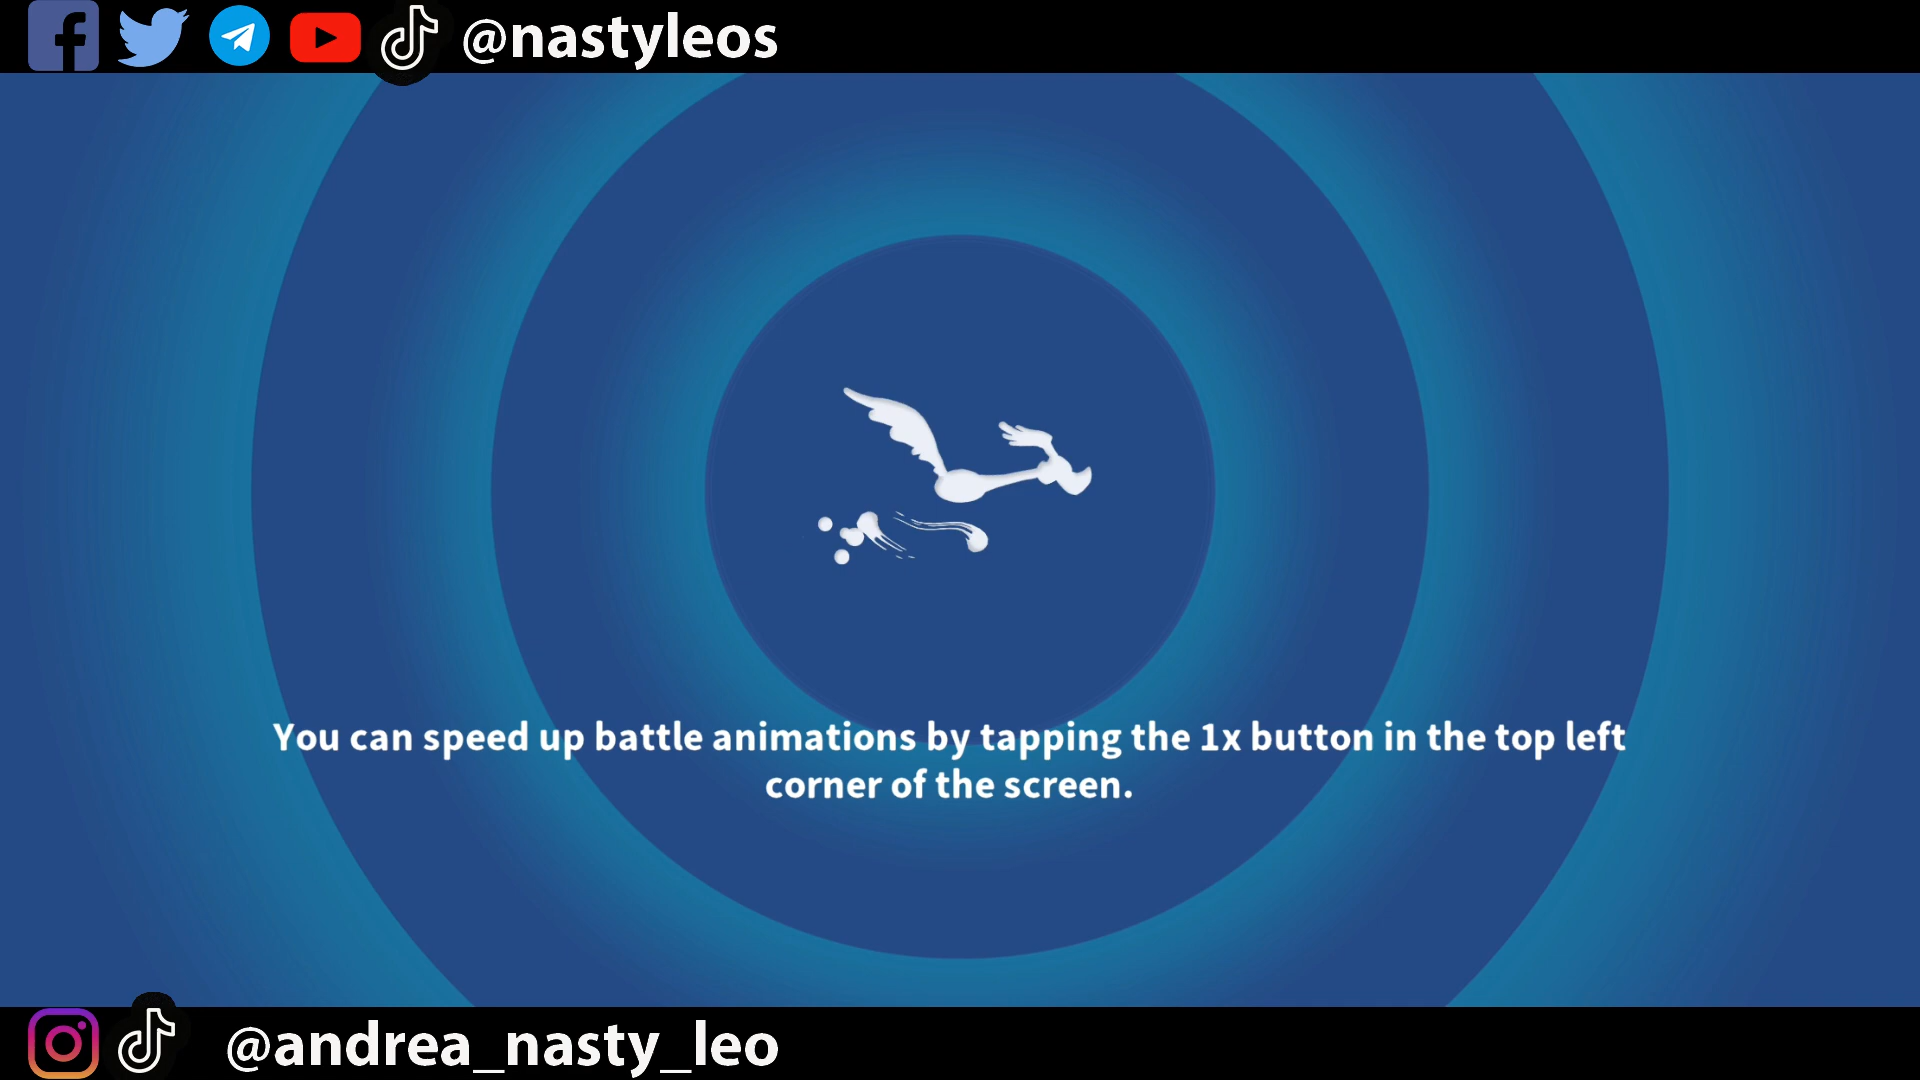 @nastyleos
You can speed up battle animations by tapping the 1x button in the top left
corner of the screen.
@andrea_nasty_leo